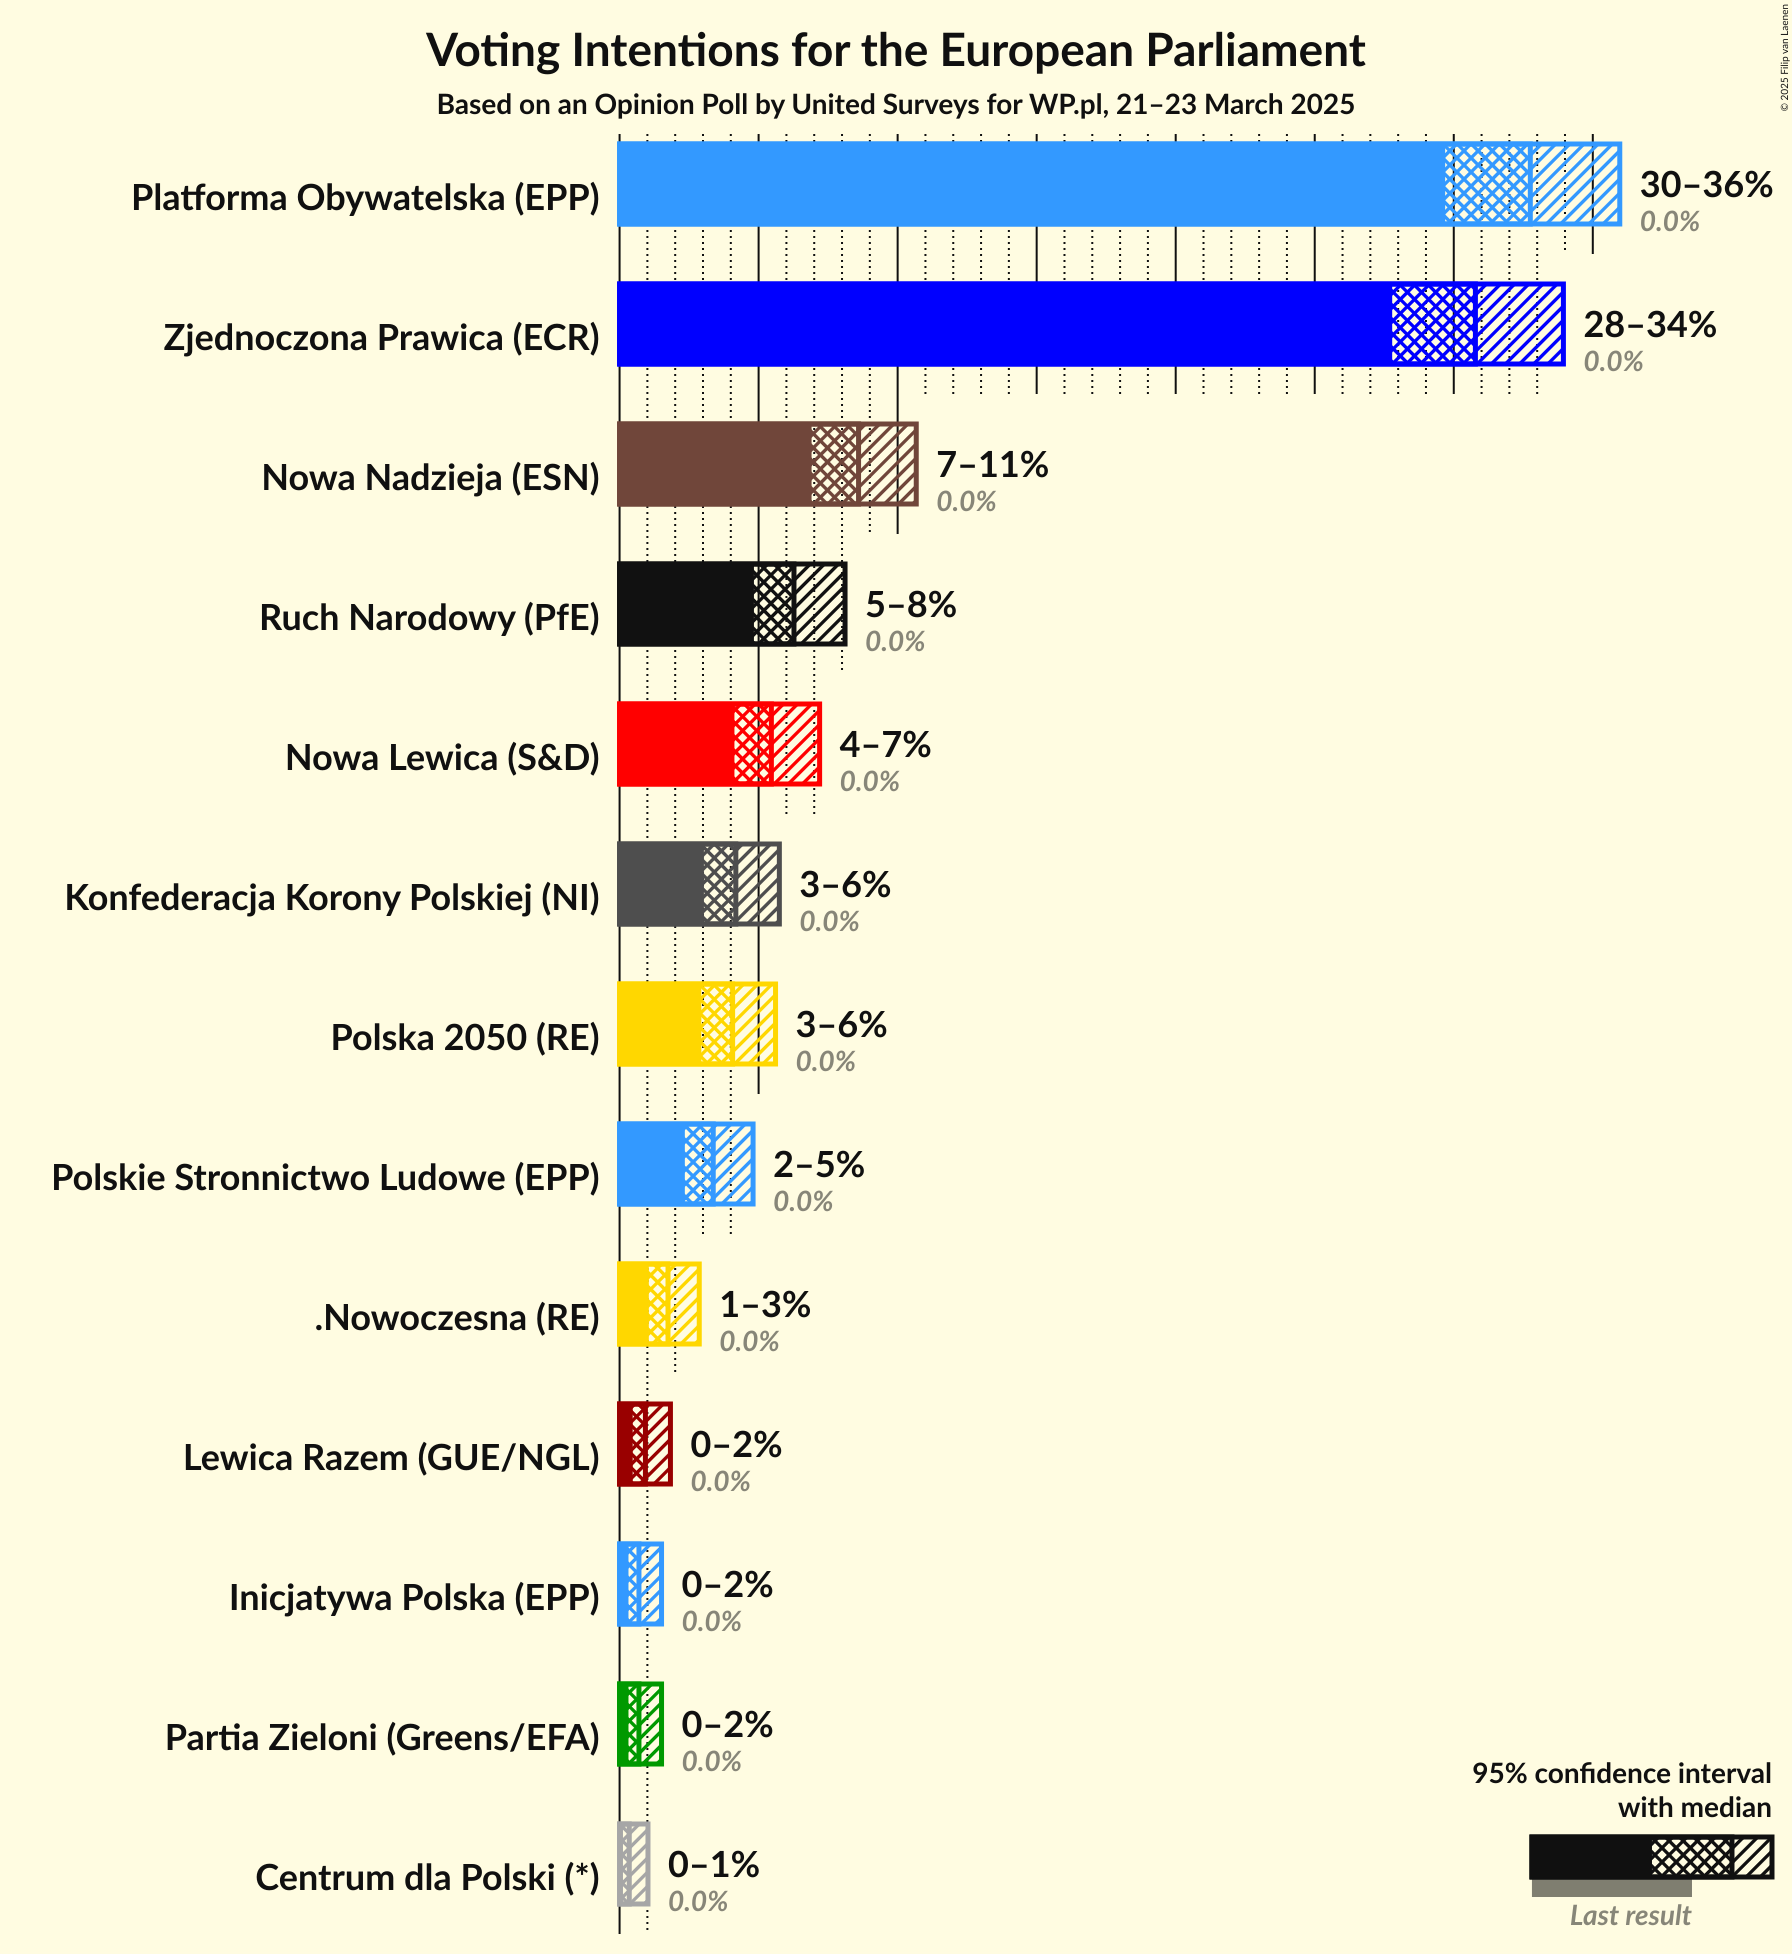 Voting Intentions for the European Parliament
Based on an Opinion Poll by United Surveys for WP.pl, 21–23 March 2025
© 2025 Filip van Laenen
Platforma Obywatelska (EPP)
30–36%
0.0%
Zjednoczona Prawica (ECR)
28–34%
0.0%
Nowa Nadzieja (ESN)
7–11%
0.0%
Ruch Narodowy (PfE)
5–8%
0.0%
Nowa Lewica (S&D)
4–7%
0.0%
Konfederacja Korony Polskiej (NI)
3–6%
0.0%
Polska 2050 (RE)
3–6%
0.0%
Polskie Stronnictwo Ludowe (EPP)
2–5%
0.0%
.Nowoczesna (RE)
1–3%
0.0%
Lewica Razem (GUE/NGL)
0–2%
0.0%
Inicjatywa Polska (EPP)
0–2%
0.0%
Partia Zieloni (Greens/EFA)
0–2%
0.0%
Centrum dla Polski (*)
0–1%
0.0%
95% confidence interval
with median
Last result